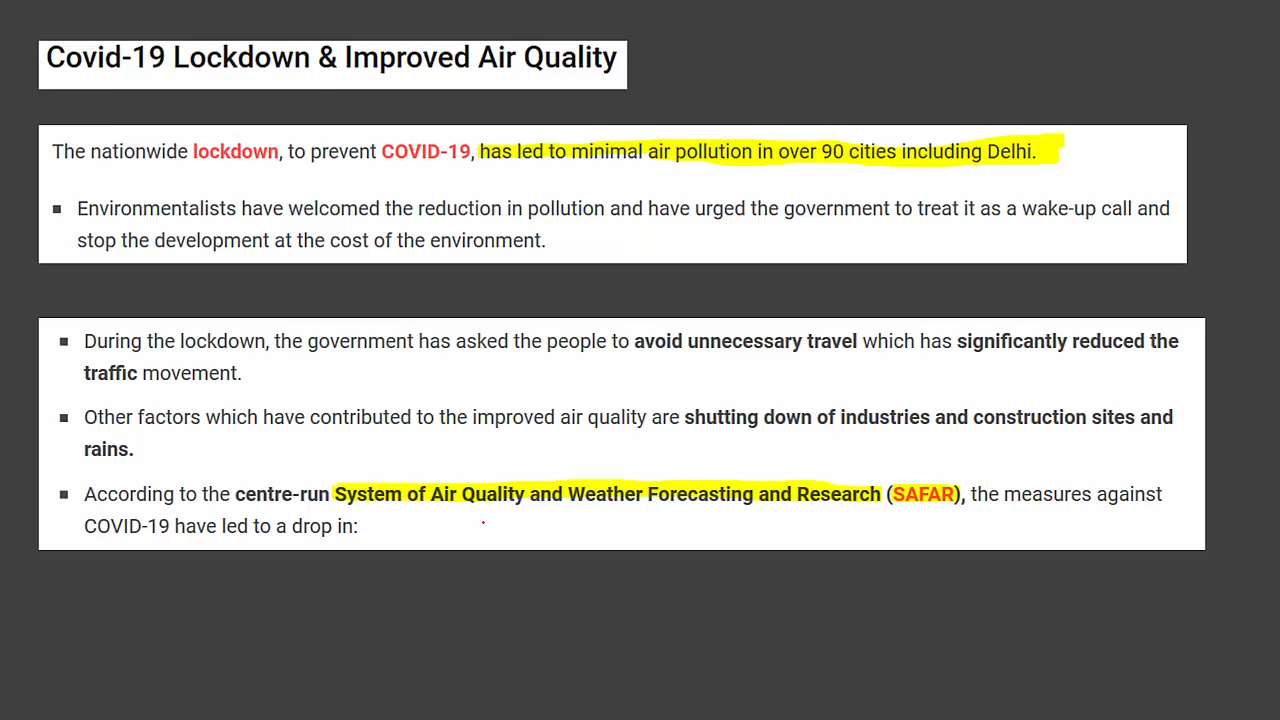 Covid-19 Lockdown & Improved Air Quality
The nationwide lockdown, to prevent COVID-19, has led to minimal air pollution in over 90 cities including Delhi.
▪ Environmentalists have welcomed the reduction in pollution and have urged the government to treat it as a wake-up call and
stop the development at the cost of the environment.
▪ During the lockdown, the government has asked the people to avoid unnecessary travel which has significantly reduced the
traffic movement.
▪ Other factors which have contributed to the improved air quality are shutting down of industries and construction sites and
rains.
▪ According to the centre-run System of Air Quality and Weather Forecasting and Research (SAFAR), the measures against
COVID-19 have led to a drop in: